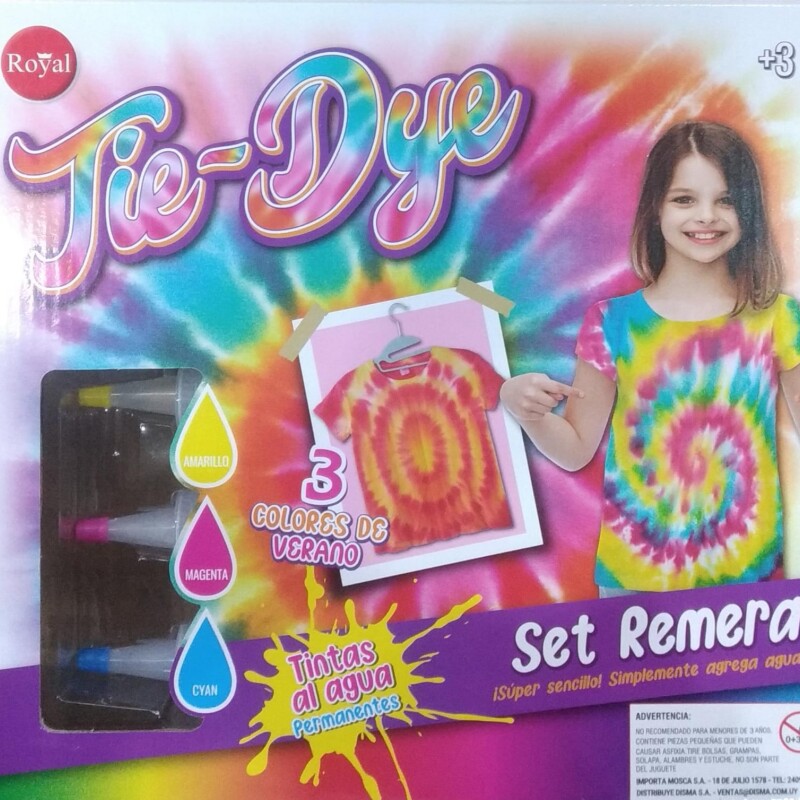 Royal
+3
Tie-Dye
AMARILLO
3
COLORES DE
VERANO
MAGENTA
CYAN
Tintas
al agua
Permanentes
Set Remera
¡Súper sencillo! Simplemente agrega agua
ADVERTENCIA:
NO RECOMENDADO PARA MENORES DE 3 AÑOS,
CONTIENE PIEZAS PEQUEÑAS QUE PUEDEN
CAUSAR ASFIXIA.TIRE BOLSAS, GRAMPAS,
SOLAPA, ALAMBRES Y ESTUCHE, NO SON PARTE
DEL JUGUETE
0+3
IMPORTA MOSCA S.A. - 18 DE JULIO 1578 - TEL: 240
DISTRIBUYE DISMA S.A. - VENTAS@DISMA.COM.UY